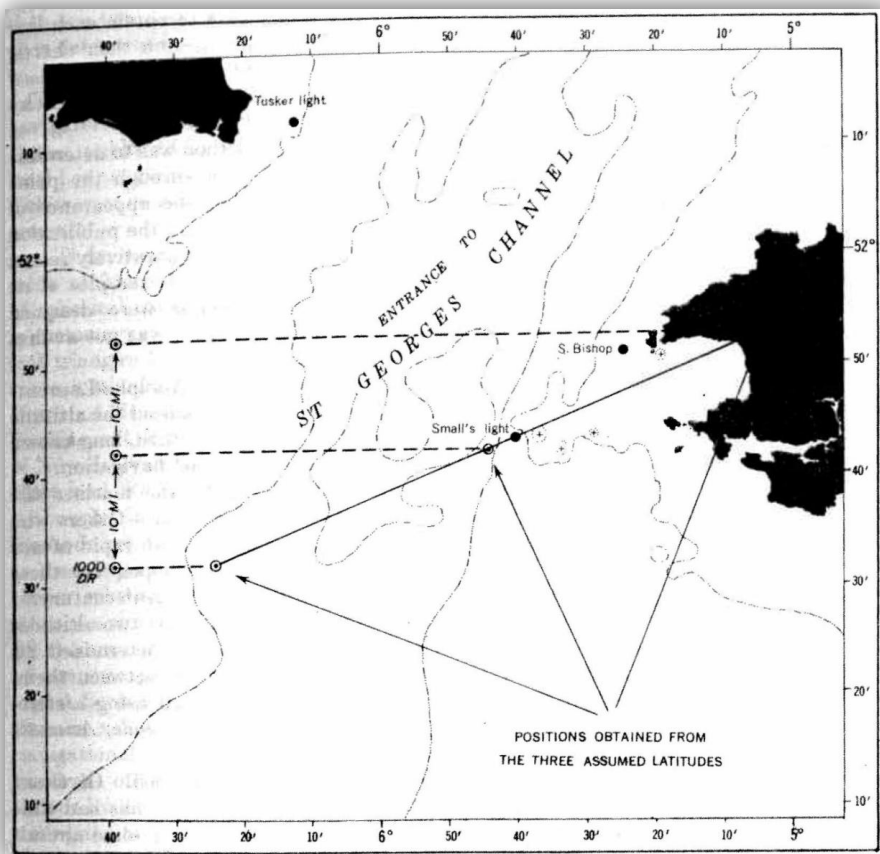 40' 30' 20' 10' 6° 50' 40' 30' 20' 10' 5°
Tusker light
10' 10'
52° 52°
ENTRANCE TO
ST GEORGES CHANNEL
S. Bishop
50' 50'
10 MI.
Small's light
40' 40'
10 MI.
1000
DR
30' 30'
20' 20'
POSITIONS OBTAINED FROM
THE THREE ASSUMED LATITUDES
10' 10'
40' 30' 20' 10' 6° 50' 40' 30' 20' 10' 5°